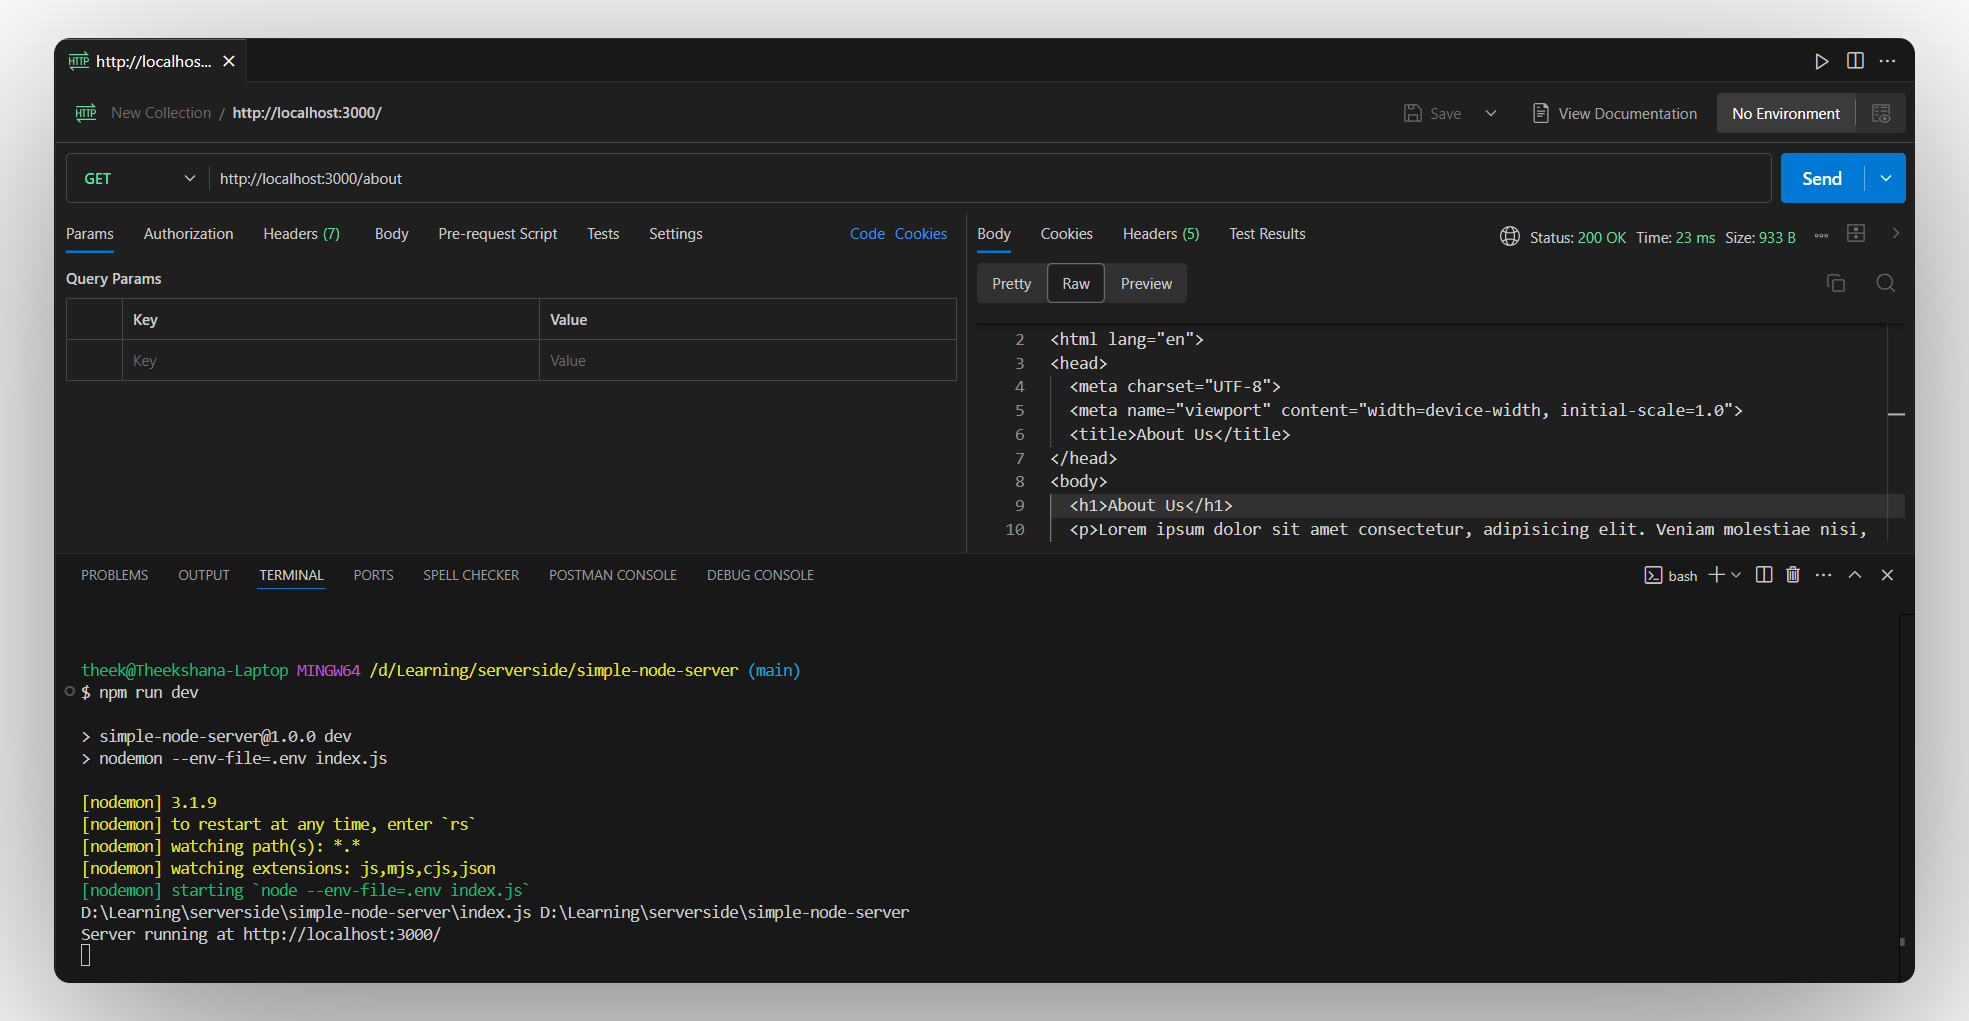 HTTP http://localhos...
HTTP New Collection / http://localhost:3000/
Save View Documentation No Environment
GET http://localhost:3000/about Send
Params Authorization Headers (7) Body Pre-request Script Tests Settings Code Cookies
Query Params
Key Value
Key Value
Body Cookies Headers (5) Test Results Status: 200 OK Time: 23 ms Size: 933 B
Pretty Raw Preview
2 <html lang="en">
3 <head>
4 <meta charset="UTF-8">
5 <meta name="viewport" content="width=device-width, initial-scale=1.0">
6 <title>About Us</title>
7 </head>
8 <body>
9 <h1>About Us</h1>
10 <p>Lorem ipsum dolor sit amet consectetur, adipisicing elit. Veniam molestiae nisi,
PROBLEMS OUTPUT TERMINAL PORTS SPELL CHECKER POSTMAN CONSOLE DEBUG CONSOLE bash
theek@Theekshana-Laptop MINGW64 /d/Learning/serverside/simple-node-server (main)
$ npm run dev
> simple-node-server@1.0.0 dev
> nodemon --env-file=.env index.js
[nodemon] 3.1.9
[nodemon] to restart at any time, enter `rs`
[nodemon] watching path(s): *.*
[nodemon] watching extensions: js,mjs,cjs,json
[nodemon] starting `node --env-file=.env index.js`
D:\Learning\serverside\simple-node-server\index.js D:\Learning\serverside\simple-node-server
Server running at http://localhost:3000/